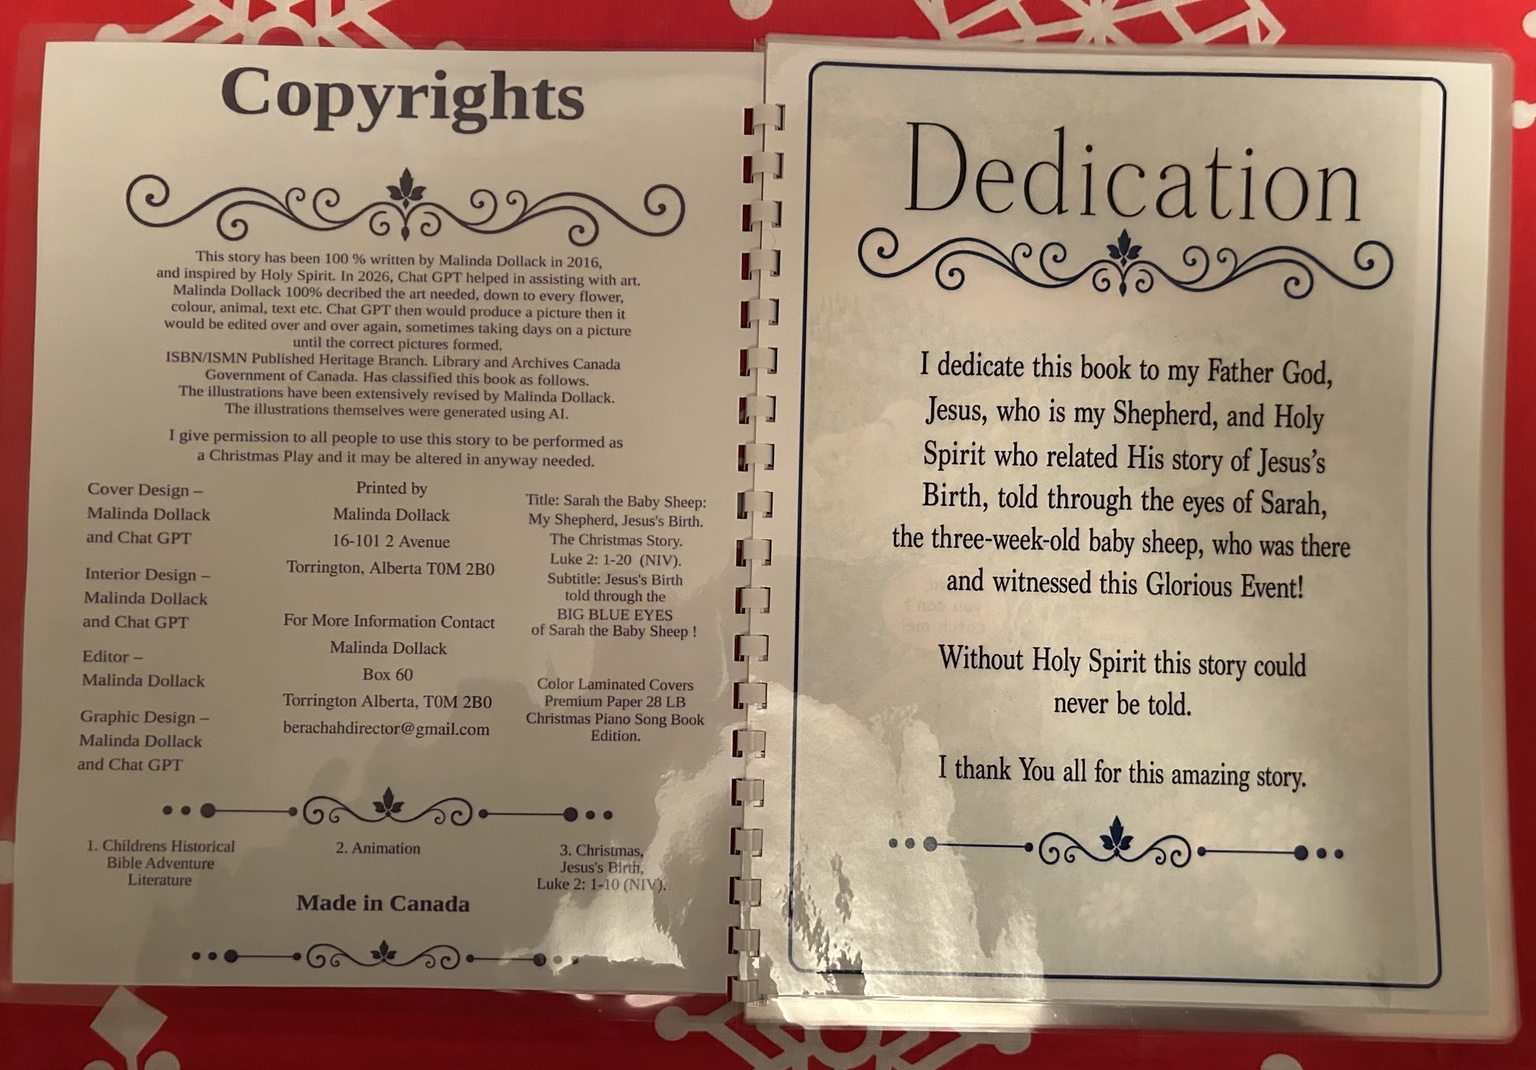 Copyrights
This story has been 100 % written by Malinda Dollack in 2016,
and inspired by Holy Spirit. In 2026, Chat GPT helped in assisting with art.
Malinda Dollack 100% decribed the art needed, down to every flower,
colour, animal, text etc. Chat GPT then would produce a picture then it
would be edited over and over again, sometimes taking days on a picture
until the correct pictures formed.
ISBN/ISMN Published Heritage Branch. Library and Archives Canada
Government of Canada. Has classified this book as follows.
The illustrations have been extensively revised by Malinda Dollack.
The illustrations themselves were generated using AI.
I give permission to all people to use this story to be performed as
a Christmas Play and it may be altered in anyway needed.
Cover Design –
Malinda Dollack
and Chat GPT
Interior Design –
Malinda Dollack
and Chat GPT
Editor –
Malinda Dollack
Graphic Design –
Malinda Dollack
and Chat GPT
Printed by
Malinda Dollack
16-101 2 Avenue
Torrington, Alberta T0M 2B0
For More Information Contact
Malinda Dollack
Box 60
Torrington Alberta, T0M 2B0
berachahdirector@gmail.com
Title: Sarah the Baby Sheep:
My Shepherd, Jesus's Birth.
The Christmas Story.
Luke 2: 1-20 (NIV).
Subtitle: Jesus's Birth
told through the
BIG BLUE EYES
of Sarah the Baby Sheep !
Color Laminated Covers
Premium Paper 28 LB
Christmas Piano Song Book
Edition.
1. Childrens Historical
Bible Adventure
Literature
2. Animation
3. Christmas,
Jesus's Birth,
Luke 2: 1-10 (NIV).
Made in Canada
Dedication
I dedicate this book to my Father God,
Jesus, who is my Shepherd, and Holy
Spirit who related His story of Jesus’s
Birth, told through the eyes of Sarah,
the three-week-old baby sheep, who was there
and witnessed this Glorious Event!
Without Holy Spirit this story could
never be told.
I thank You all for this amazing story.